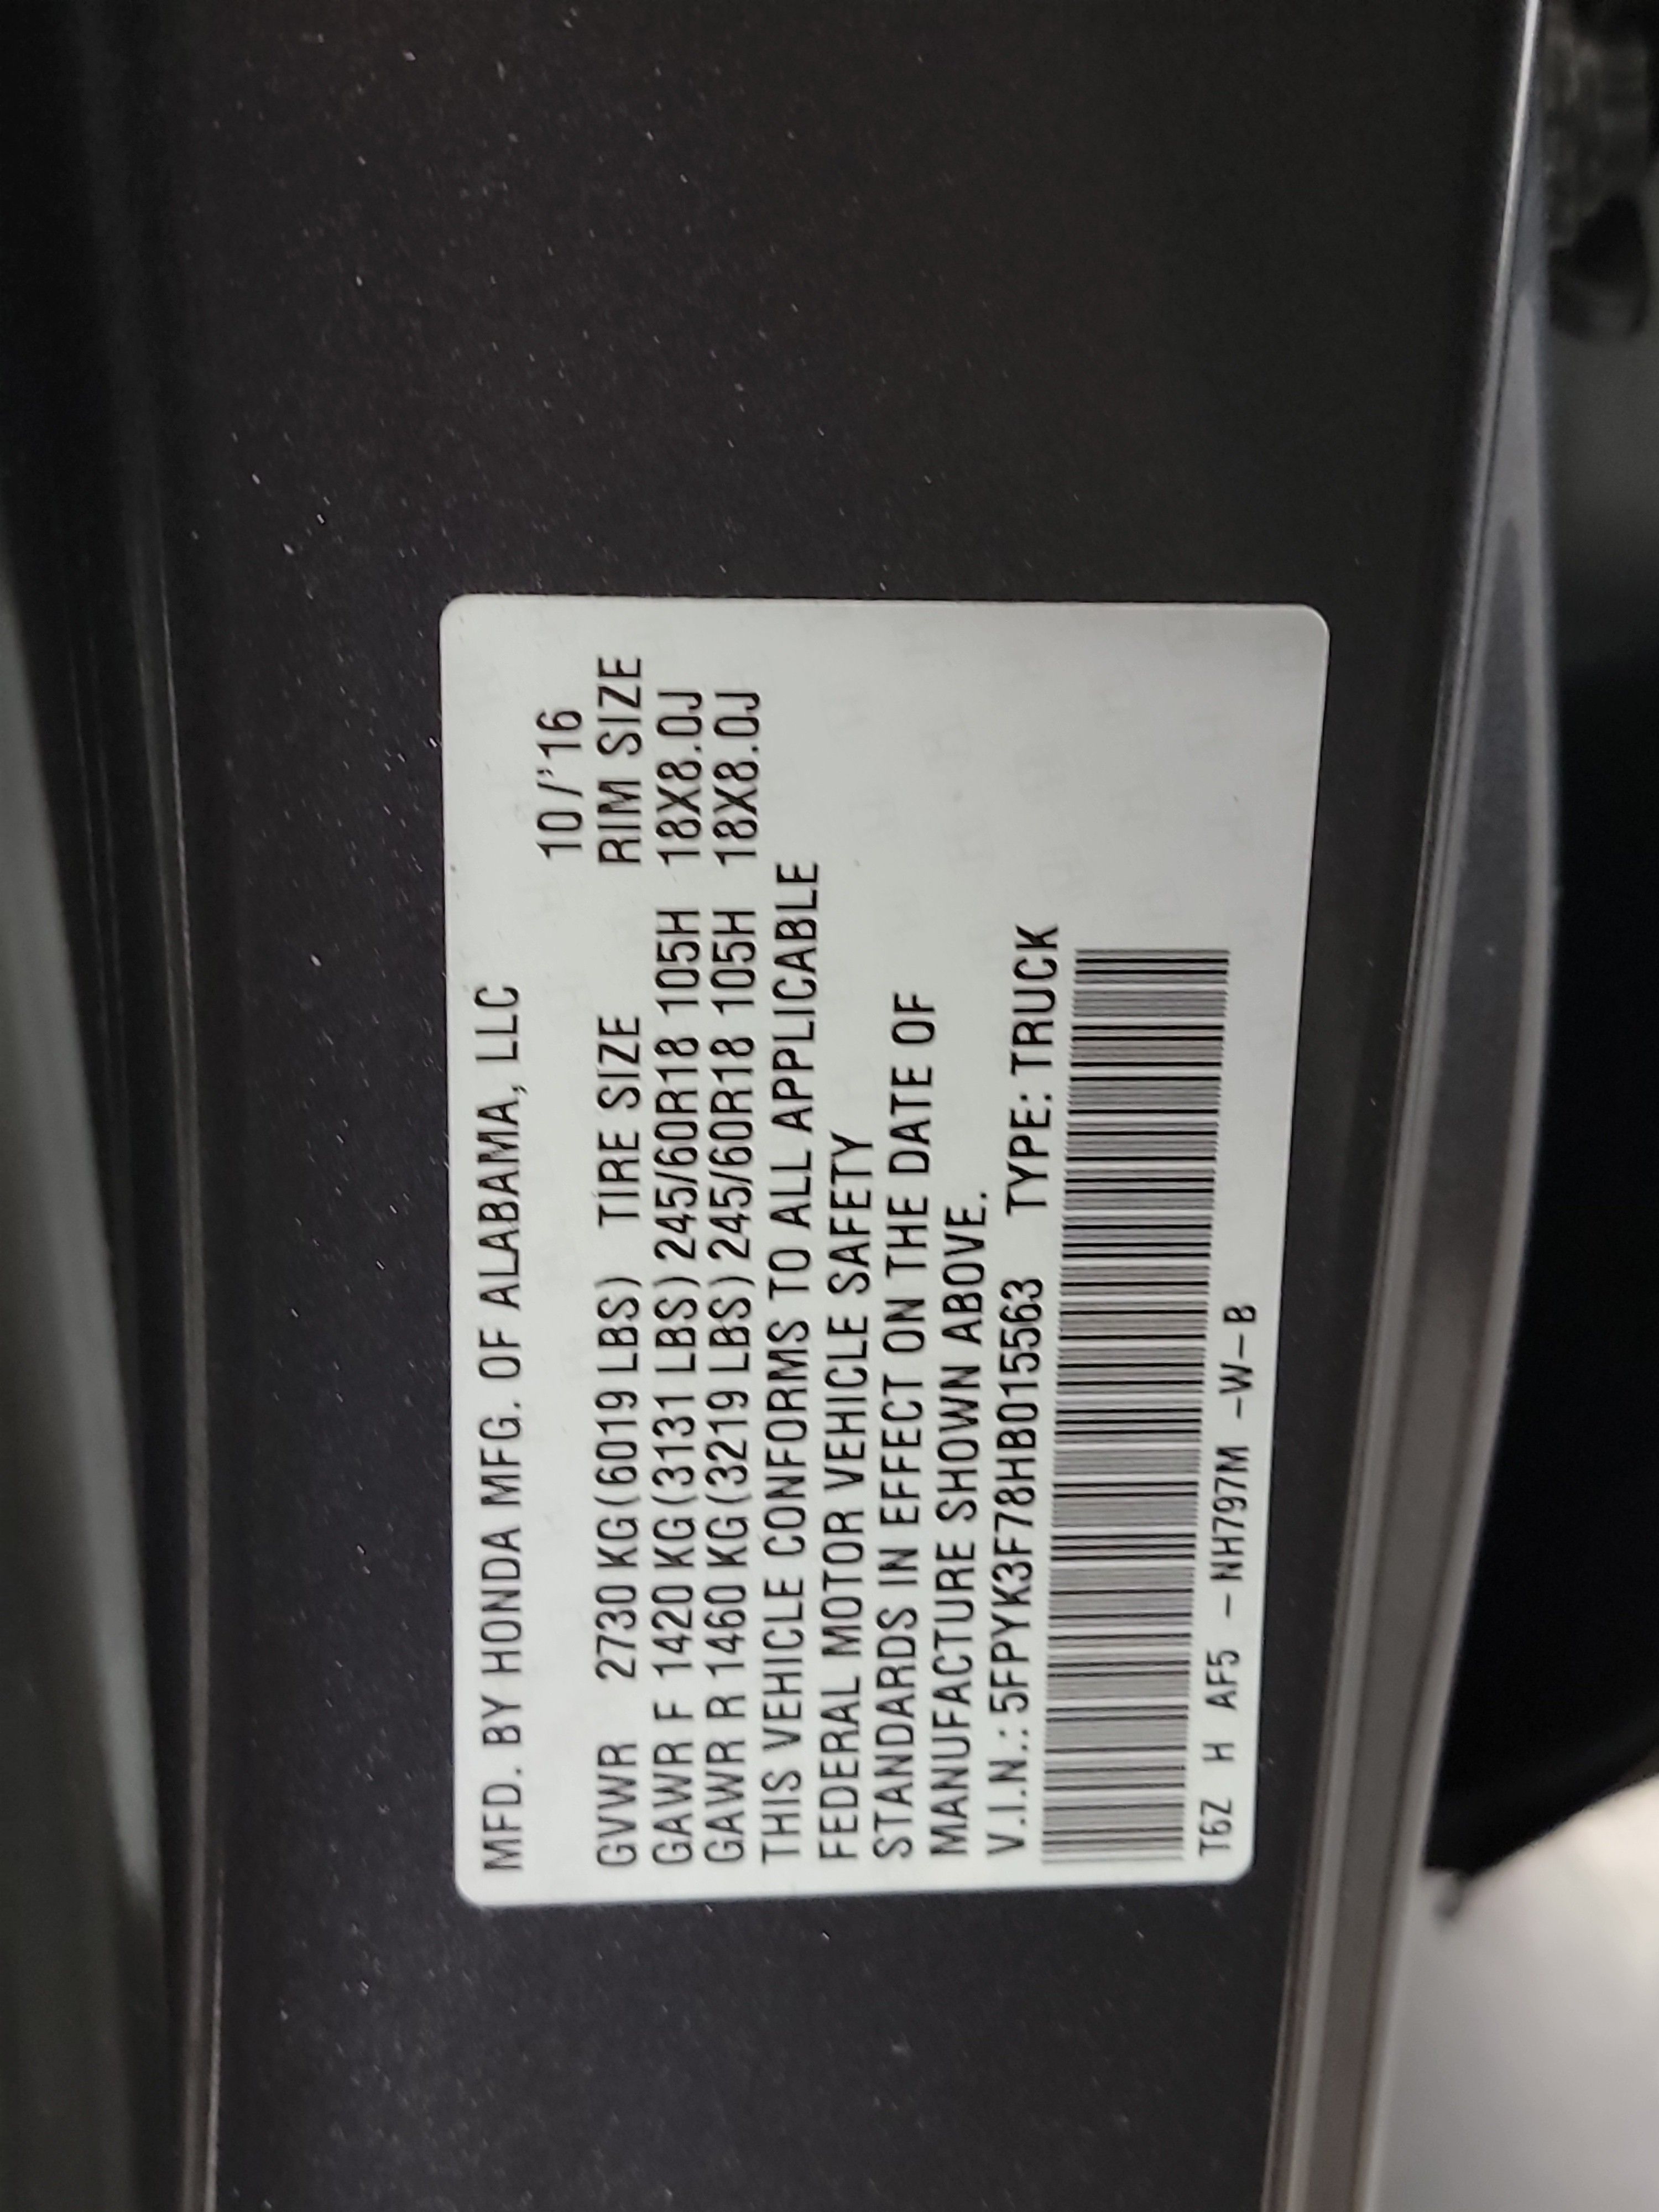 MFD. BY HONDA MFG. OF ALABAMA, LLC
10/'16
GVWR 2730 KG(6019 LBS) TIRE SIZE RIM SIZE
GAWR F 1420 KG(3131 LBS) 245/60R18 105H 18X8.0J
GAWR R 1460 KG(3219 LBS) 245/60R18 105H 18X8.0J
THIS VEHICLE CONFORMS TO ALL APPLICABLE
FEDERAL MOTOR VEHICLE SAFETY
STANDARDS IN EFFECT ON THE DATE OF
MANUFACTURE SHOWN ABOVE.
V.I.N.: 5FPYK3F78HB015563 TYPE: TRUCK
T6Z H AF5 -NH797M -W-B